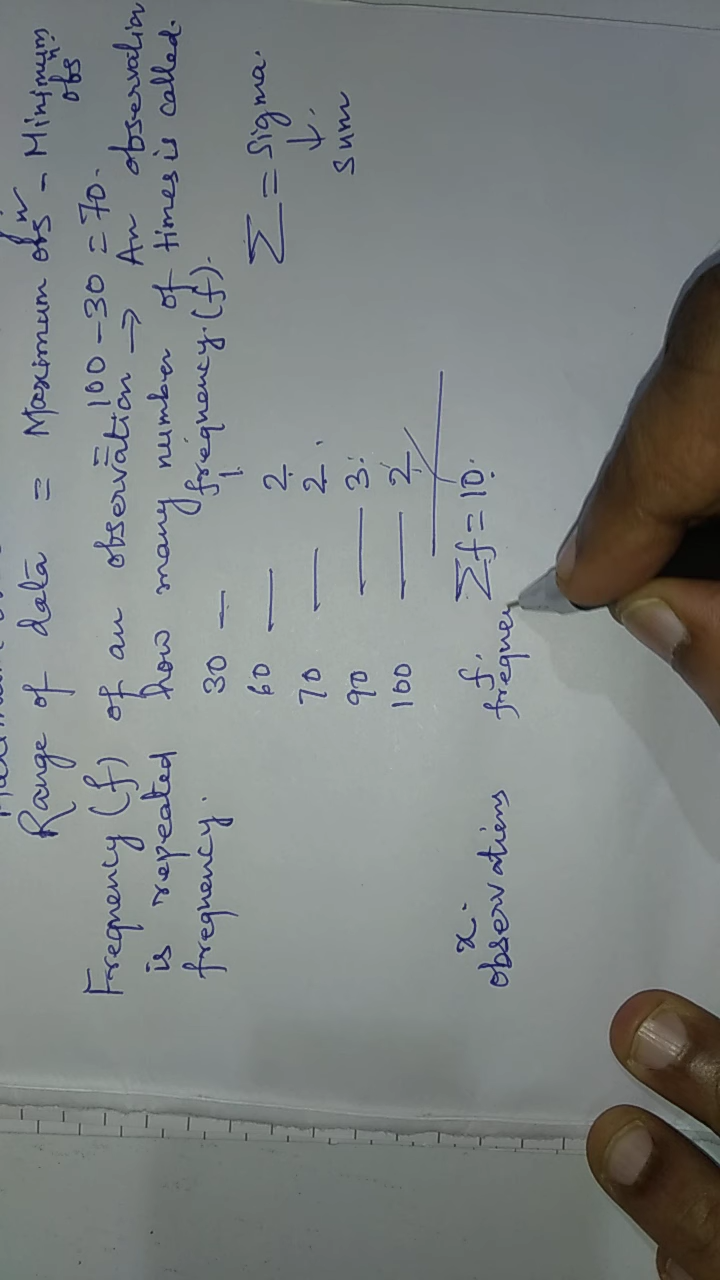 Range of data = Maximum obsn - Minimum obsn.
= 100 - 30 = 70.
Frequency (f) of an observation → An observation
is repeated how many number of times is called
frequency. frequency (f).
30 — 1
60 — 2
70 — 2
90 — 3
100 — 2
Σf = 10.
Σ = Sigma.
↓
Sum
x. f.
observations frequen